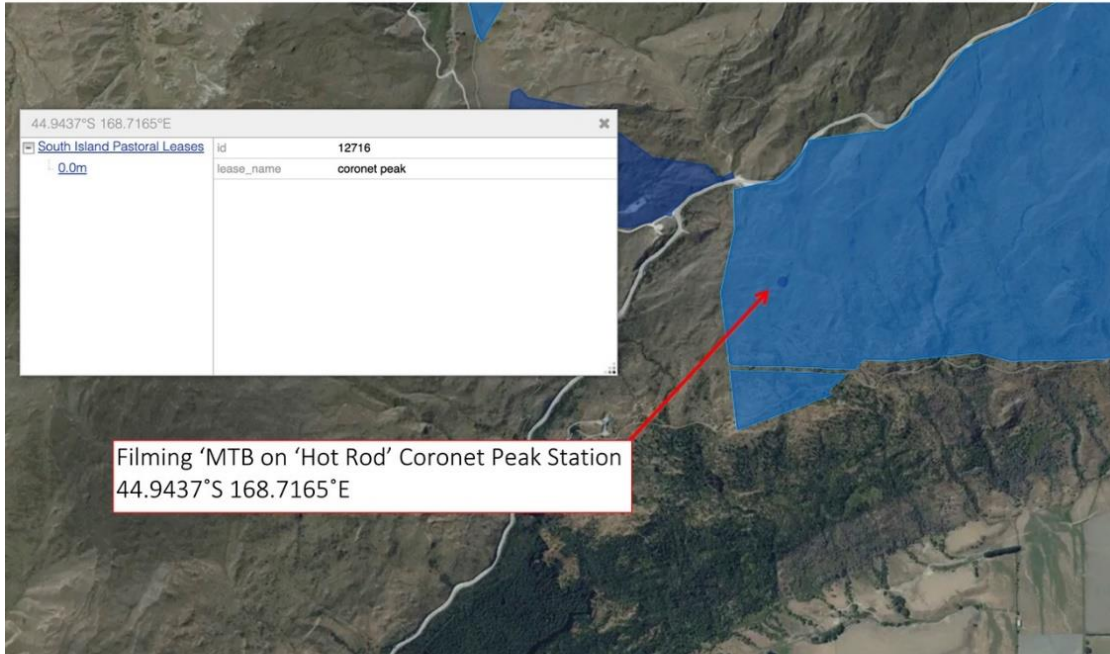 44.9437°S 168.7165°E
South Island Pastoral Leases
id 12716
0.0m
lease_name coronet peak
Filming ‘MTB on ‘Hot Rod’ Coronet Peak Station
44.9437˚S 168.7165˚E